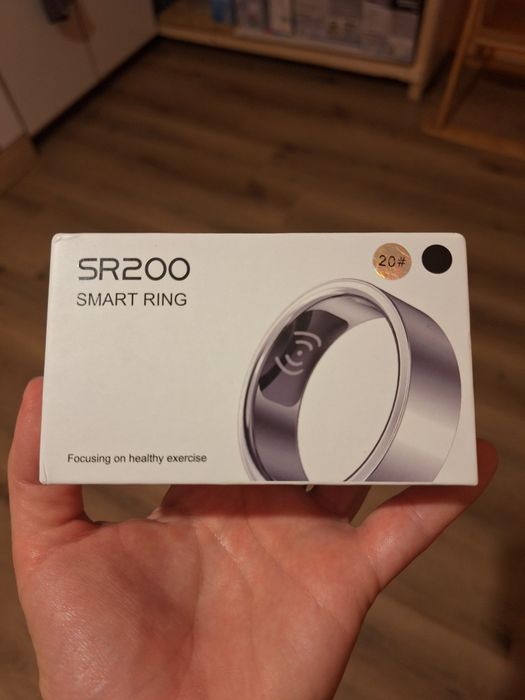 SR200
SMART RING
20#
Focusing on healthy exercise